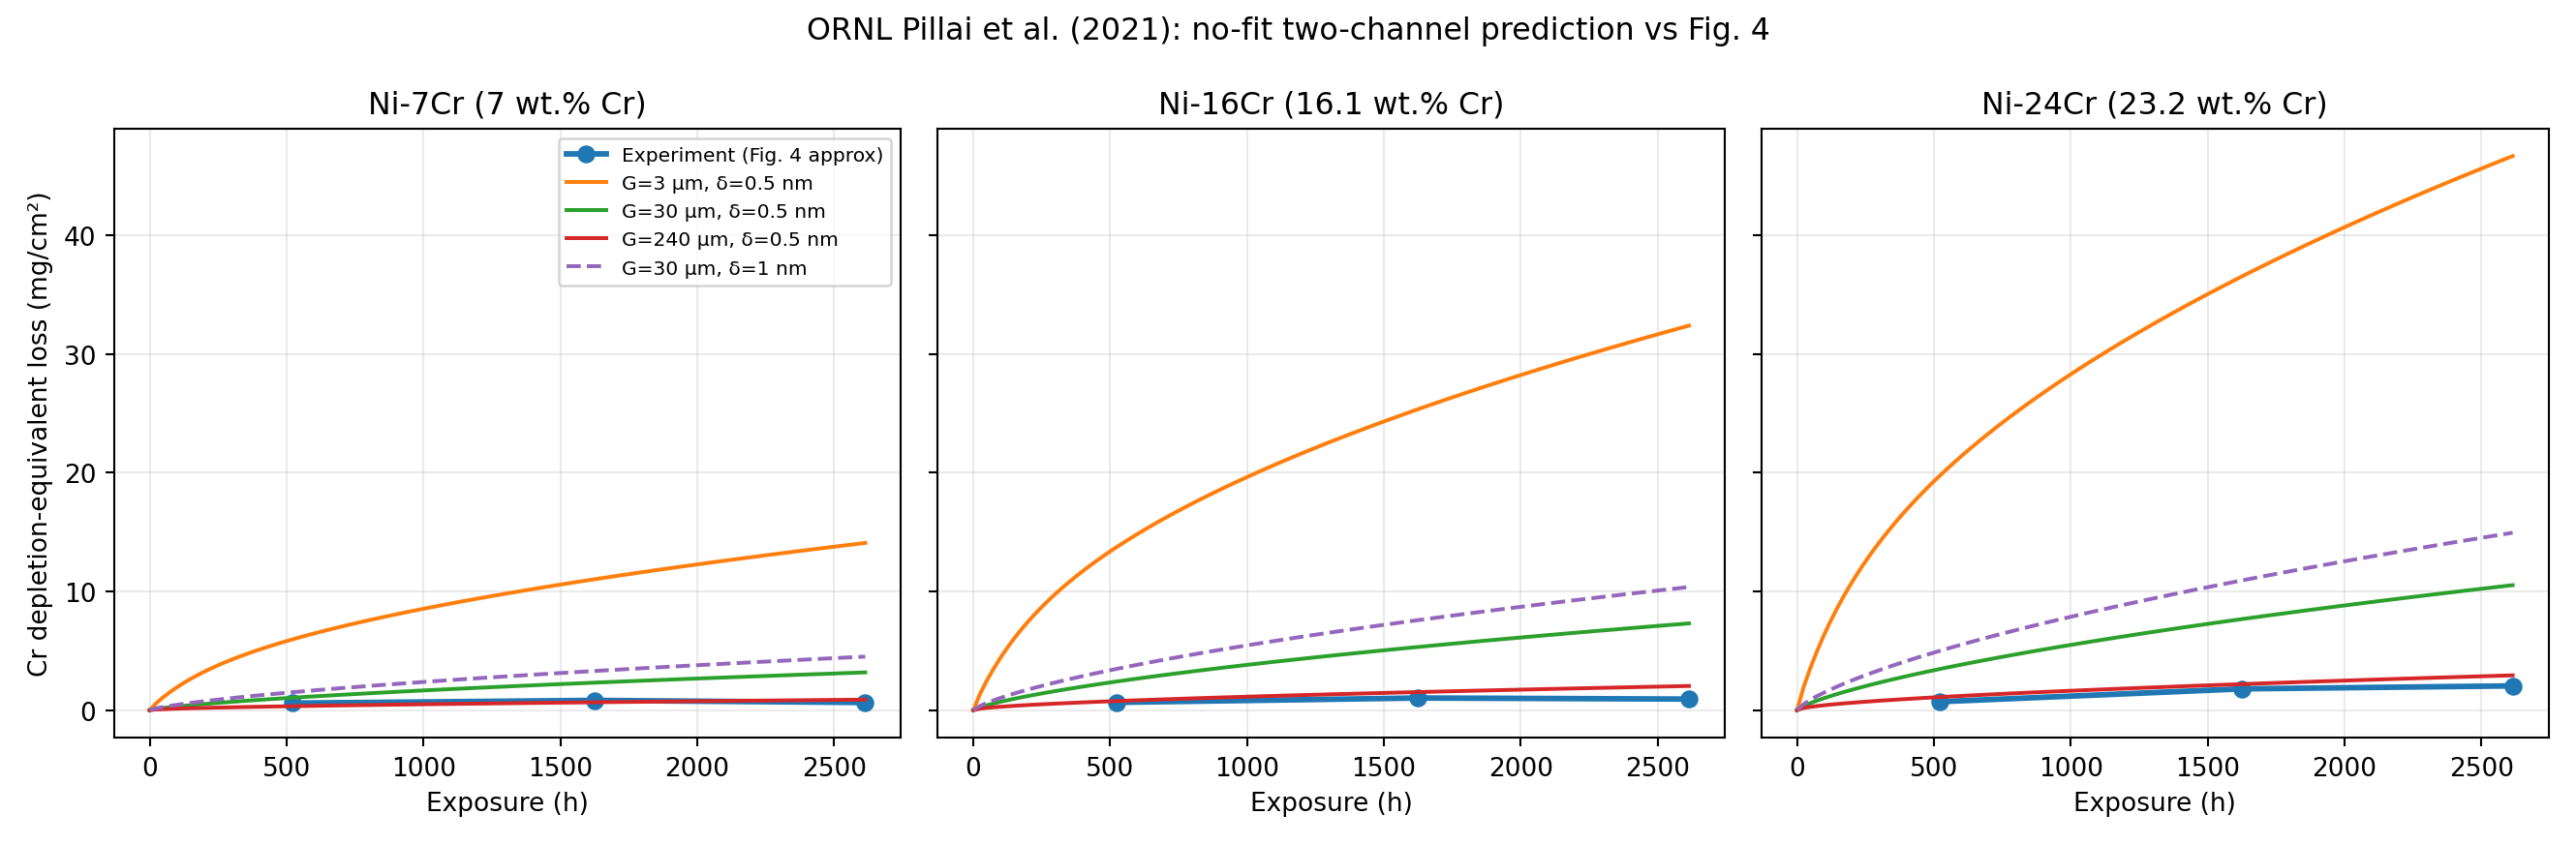 ORNL Pillai et al. (2021): no-fit two-channel prediction vs Fig. 4
Ni-7Cr (7 wt.% Cr)
Ni-16Cr (16.1 wt.% Cr)
Ni-24Cr (23.2 wt.% Cr)
Cr depletion-equivalent loss (mg/cm²)
40
30
20
10
0
Experiment (Fig. 4 approx)
G=3 μm, δ=0.5 nm
G=30 μm, δ=0.5 nm
G=240 μm, δ=0.5 nm
G=30 μm, δ=1 nm
0 500 1000 1500 2000 2500
0 500 1000 1500 2000 2500
0 500 1000 1500 2000 2500
Exposure (h)
Exposure (h)
Exposure (h)